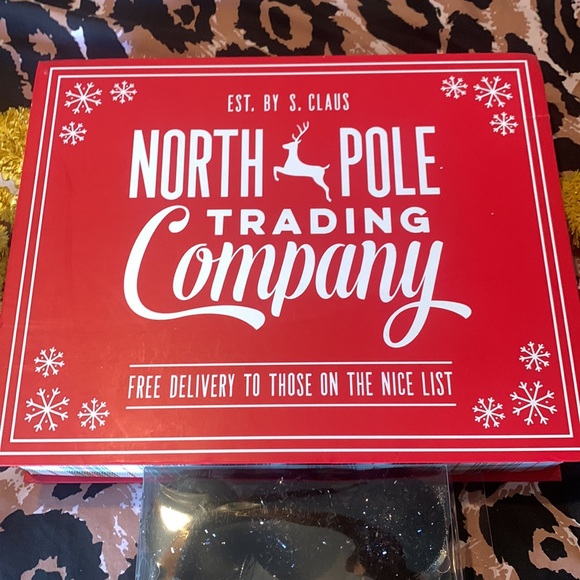 EST. BY S. CLAUS
NORTH POLE
TRADING
Company
FREE DELIVERY TO THOSE ON THE NICE LIST